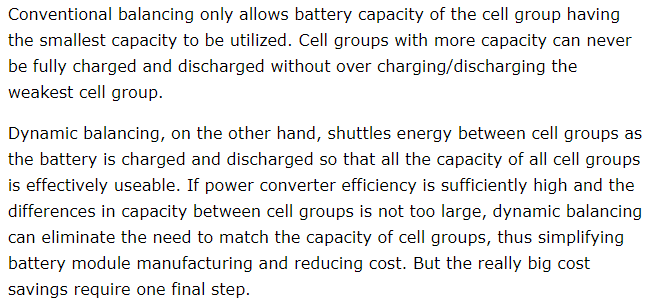 Conventional balancing only allows battery capacity of the cell group having
the smallest capacity to be utilized. Cell groups with more capacity can never
be fully charged and discharged without over charging/discharging the
weakest cell group.
Dynamic balancing, on the other hand, shuttles energy between cell groups as
the battery is charged and discharged so that all the capacity of all cell groups
is effectively useable. If power converter efficiency is sufficiently high and the
differences in capacity between cell groups is not too large, dynamic balancing
can eliminate the need to match the capacity of cell groups, thus simplifying
battery module manufacturing and reducing cost. But the really big cost
savings require one final step.